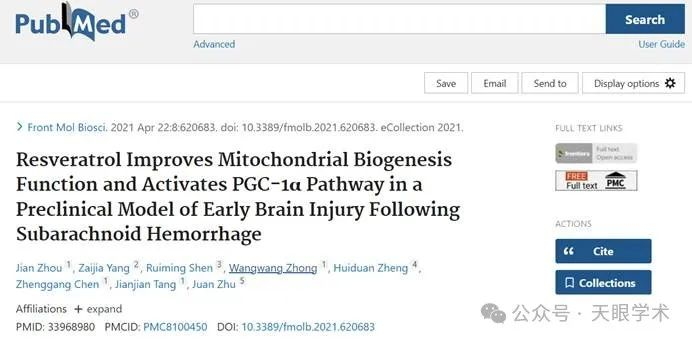 PubMed®
Search
Advanced
User Guide
Save
Email
Send to
Display options
Front Mol Biosci. 2021 Apr 22:8:620683. doi: 10.3389/fmolb.2021.620683. eCollection 2021.
FULL TEXT LINKS
frontiers Full text Open access
FREE Full text PMC
Resveratrol Improves Mitochondrial Biogenesis
Function and Activates PGC-1α Pathway in a
Preclinical Model of Early Brain Injury Following
Subarachnoid Hemorrhage
ACTIONS
Cite
Collections
Jian Zhou 1, Zaijia Yang 2, Ruiming Shen 3, Wangwang Zhong 1, Huiduan Zheng 4,
Zhenggang Chen 1, Jianjian Tang 1, Juan Zhu 5
Affiliations + expand
PMID: 33968980 PMCID: PMC8100450 DOI: 10.3389/fmolb.2021.620683
公众号 · 天眼学术